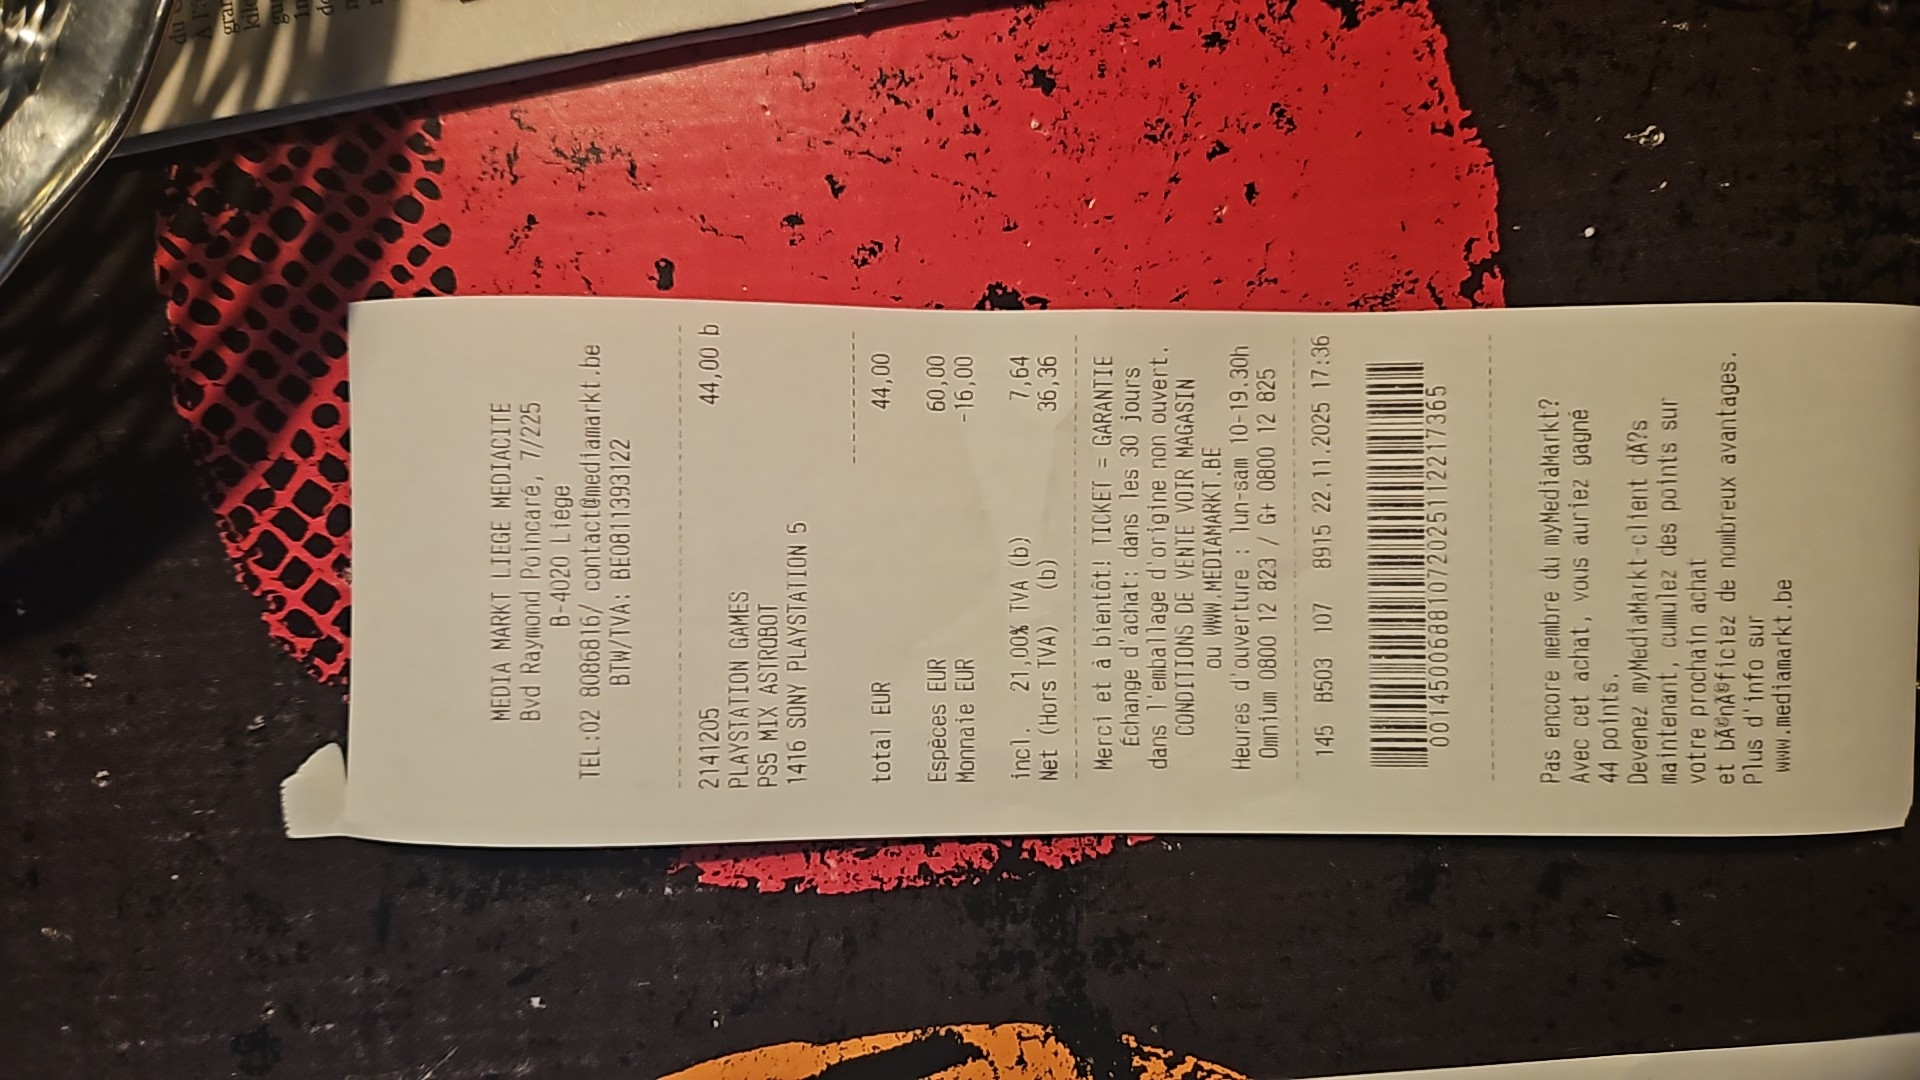 MEDIA MARKT LIEGE MEDIACITE
Bvd Raymond Poincaré, 7/225
B-4020 Liège
TEL:02 8086816/ contact@mediamarkt.be
BTW/TVA: BE0811393122
2141205 44,00 b
PLAYSTATION GAMES
PS5 MIX ASTROBOT
1416 SONY PLAYSTATION 5
total EUR 44,00
Espèces EUR 60,00
Monnaie EUR -16,00
incl. 21,00% TVA (b) 7,64
Net (Hors TVA) (b) 36,36
Merci et à bientôt! TICKET = GARANTIE
Échange d'achat: dans les 30 jours
dans l'emballage d'origine non ouvert.
CONDITIONS DE VENTE VOIR MAGASIN
ou WWW.MEDIAMARKT.BE
Heures d'ouverture : lun-sam 10-19.30h
Omnium 0800 12 823 / G+ 0800 12 825
145 B503 107 8915 22.11.2025 17:36
00145006881072025112217365
Pas encore membre du myMediaMarkt?
Avec cet achat, vous auriez gagné
44 points.
Devenez myMediaMarkt-client dÃ?s
maintenant, cumulez des points sur
votre prochain achat
et bÃ©nÃ©ficiez de nombreux avantages.
Plus d'info sur
www.mediamarkt.be